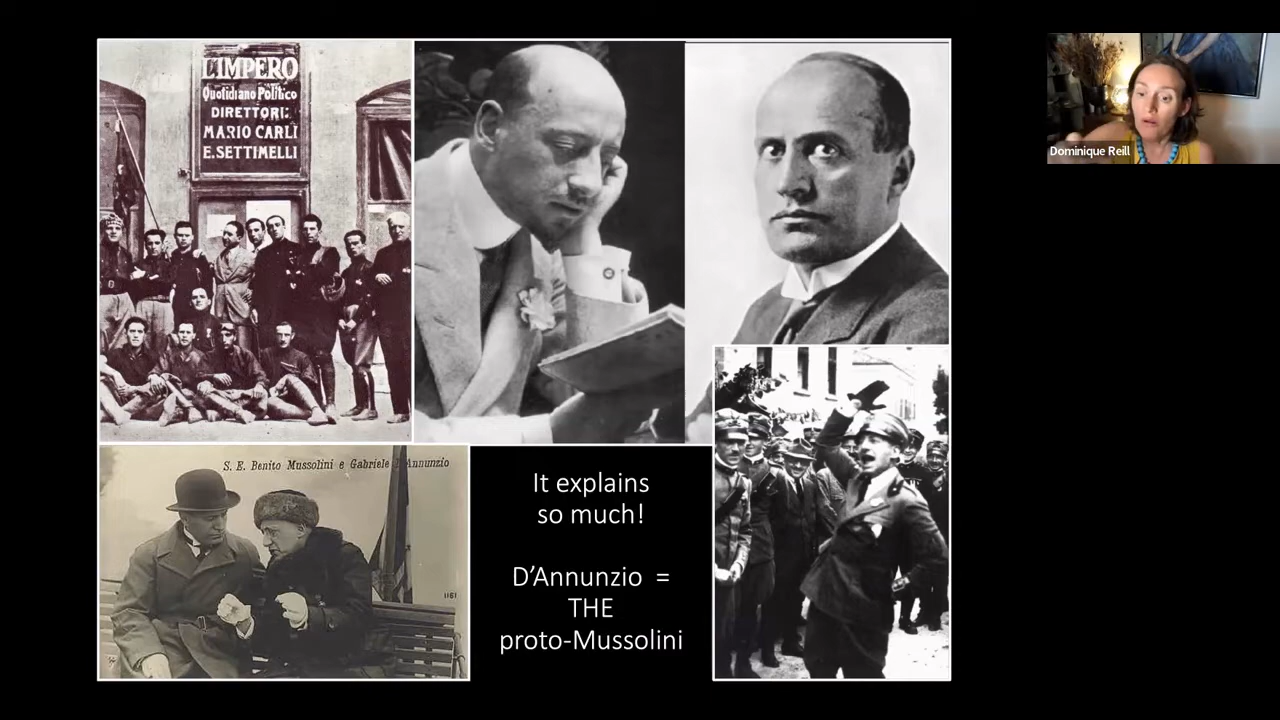 L'IMPERO
Quotidiano Politico
DIRETTORI:
MARIO CARLI
E. SETTIMELLI
S. E. Benito Mussolini e Gabriele d'Annunzio
1181
It explains
so much!
D'Annunzio =
THE
proto-Mussolini
Dominique Reill